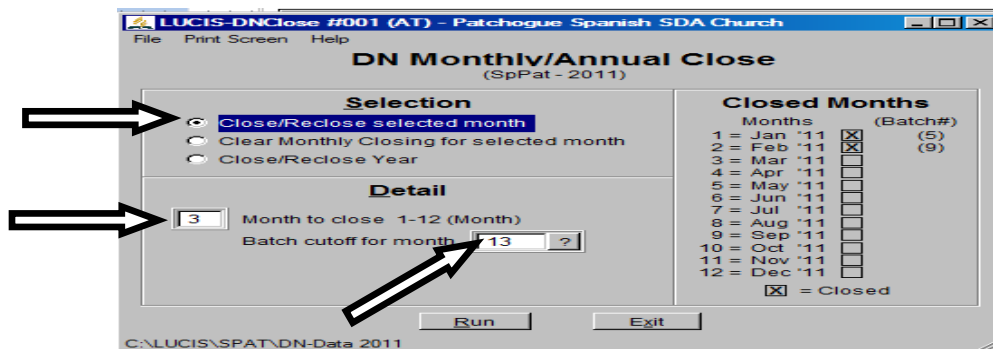 LUCIS-DNClose #001 (AT) - Patchogue Spanish SDA Church
File Print Screen Help
DN Monthly/Annual Close
(SpPat - 2011)
Selection
Close/Reclose selected month
Clear Monthly Closing for selected month
Close/Reclose Year
Detail
3 Month to close 1-12 (Month)
Batch cutoff for month 13 ?
Closed Months
Months (Batch#)
1 = Jan '11 X (5)
2 = Feb '11 X (9)
3 = Mar '11
4 = Apr '11
5 = May '11
6 = Jun '11
7 = Jul '11
8 = Aug '11
9 = Sep '11
10 = Oct '11
11 = Nov '11
12 = Dec '11
X = Closed
Run Exit
C:\LUCIS\SPAT\DN-Data 2011